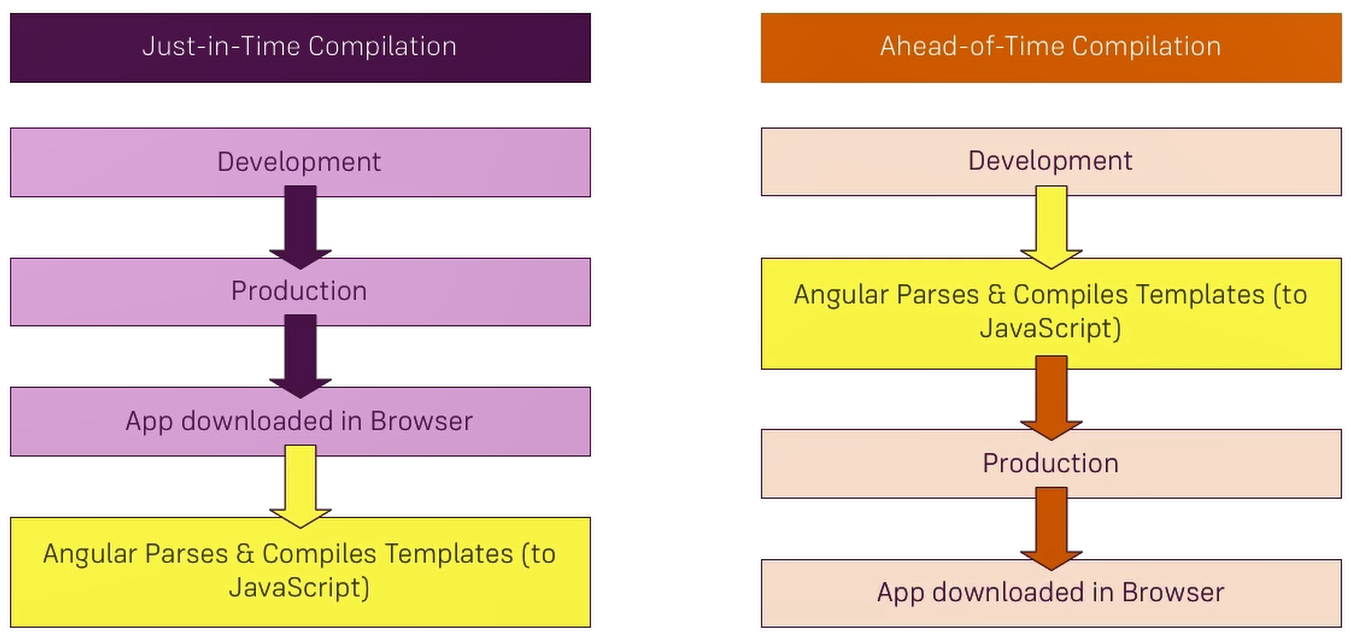 Just-in-Time Compilation
Development
Production
App downloaded in Browser
Angular Parses & Compiles Templates (to
JavaScript)
Ahead-of-Time Compilation
Development
Angular Parses & Compiles Templates (to
JavaScript)
Production
App downloaded in Browser